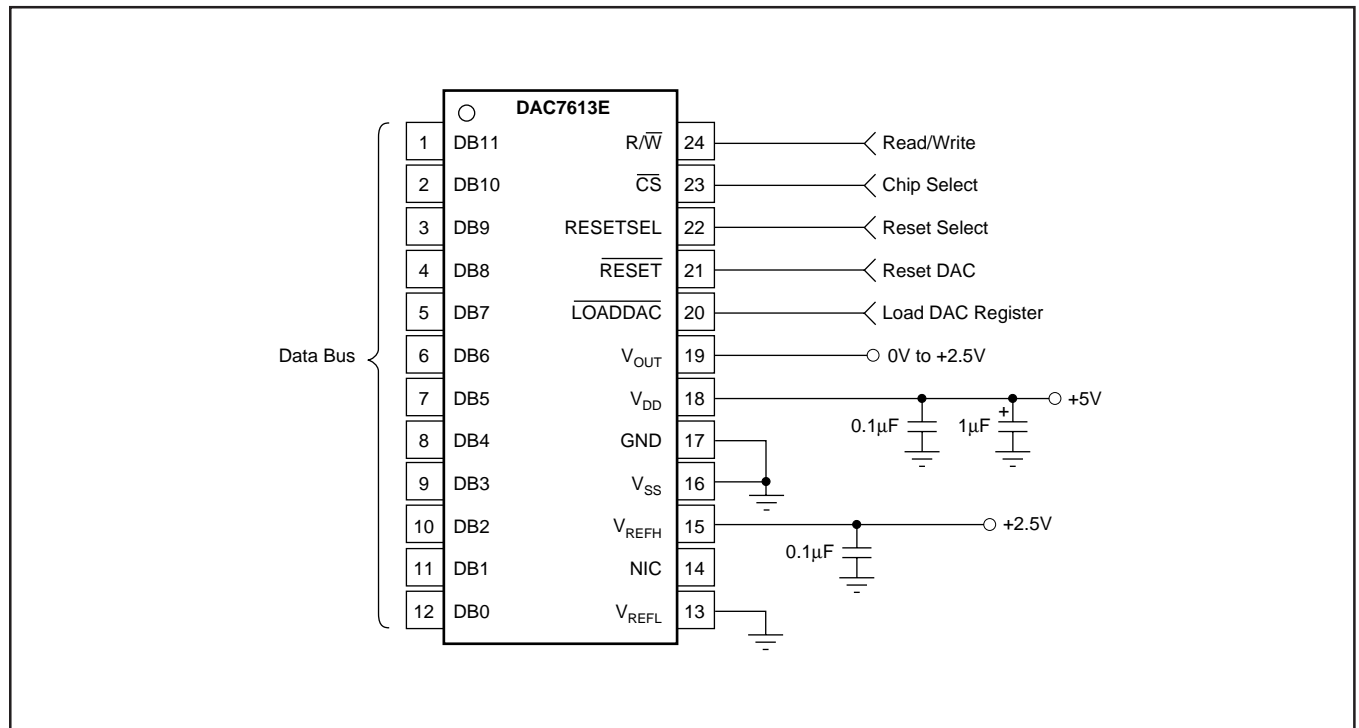 DAC7613E
1 DB11 R/W̅ 24 Read/Write
2 DB10 C̅S̅ 23 Chip Select
3 DB9 RESETSEL 22 Reset Select
4 DB8 R̅E̅S̅E̅T̅ 21 Reset DAC
5 DB7 L̅O̅A̅D̅D̅A̅C̅ 20 Load DAC Register
Data Bus
6 DB6 VOUT 19 0V to +2.5V
7 DB5 VDD 18 +5V
0.1μF 1μF +
8 DB4 GND 17
9 DB3 VSS 16
10 DB2 VREFH 15 +2.5V
0.1μF
11 DB1 NIC 14
12 DB0 VREFL 13